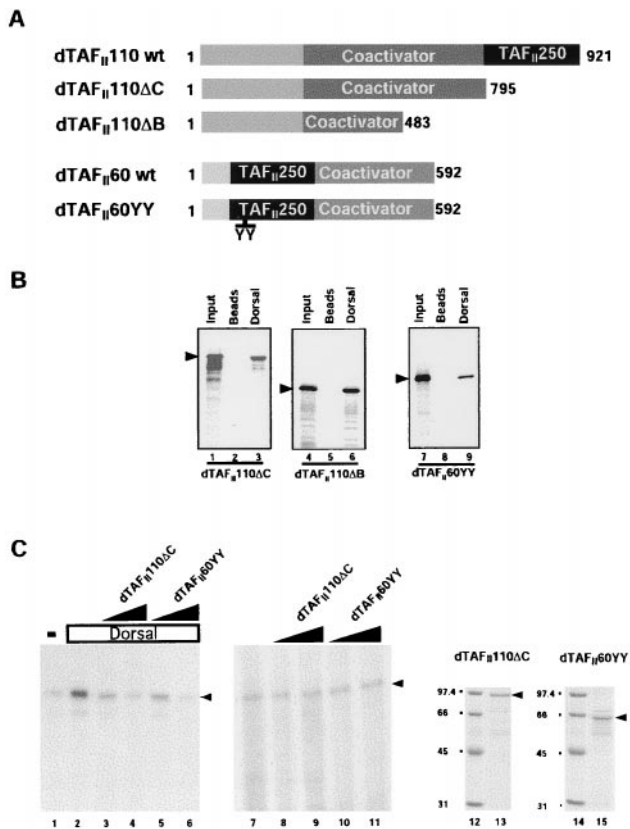 A
dTAFII110 wt 1 Coactivator TAFII250 921
dTAFII110ΔC 1 Coactivator 795
dTAFII110ΔB 1 Coactivator 483
dTAFII60 wt 1 TAFII250 Coactivator 592
dTAFII60YY 1 TAFII250 Coactivator 592
YY
B
Input Beads Dorsal Input Beads Dorsal Input Beads Dorsal
1 2 3 4 5 6 7 8 9
dTAFII110ΔC dTAFII110ΔB dTAFII60YY
C
dTAFII110ΔC dTAFII60YY dTAFII110ΔC dTAFII60YY
- Dorsal
dTAFII110ΔC dTAFII60YY
97.4 97.4
66 66
45 45
31 31
1 2 3 4 5 6 7 8 9 10 11 12 13 14 15